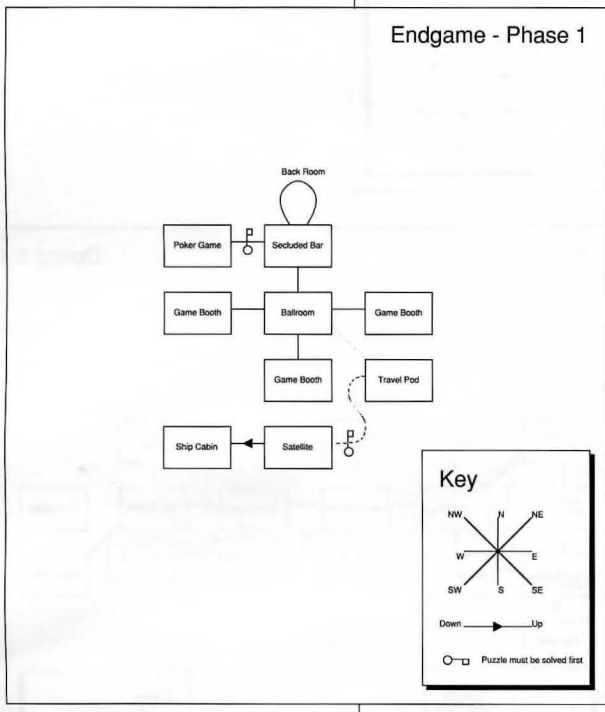 Endgame - Phase 1
Back Room
Poker Game
Secluded Bar
Game Booth
Ballroom
Game Booth
Game Booth
Travel Pod
Ship Cabin
Satellite
Key
NW
N
NE
W
E
SW
S
SE
Down
Up
Puzzle must be solved first